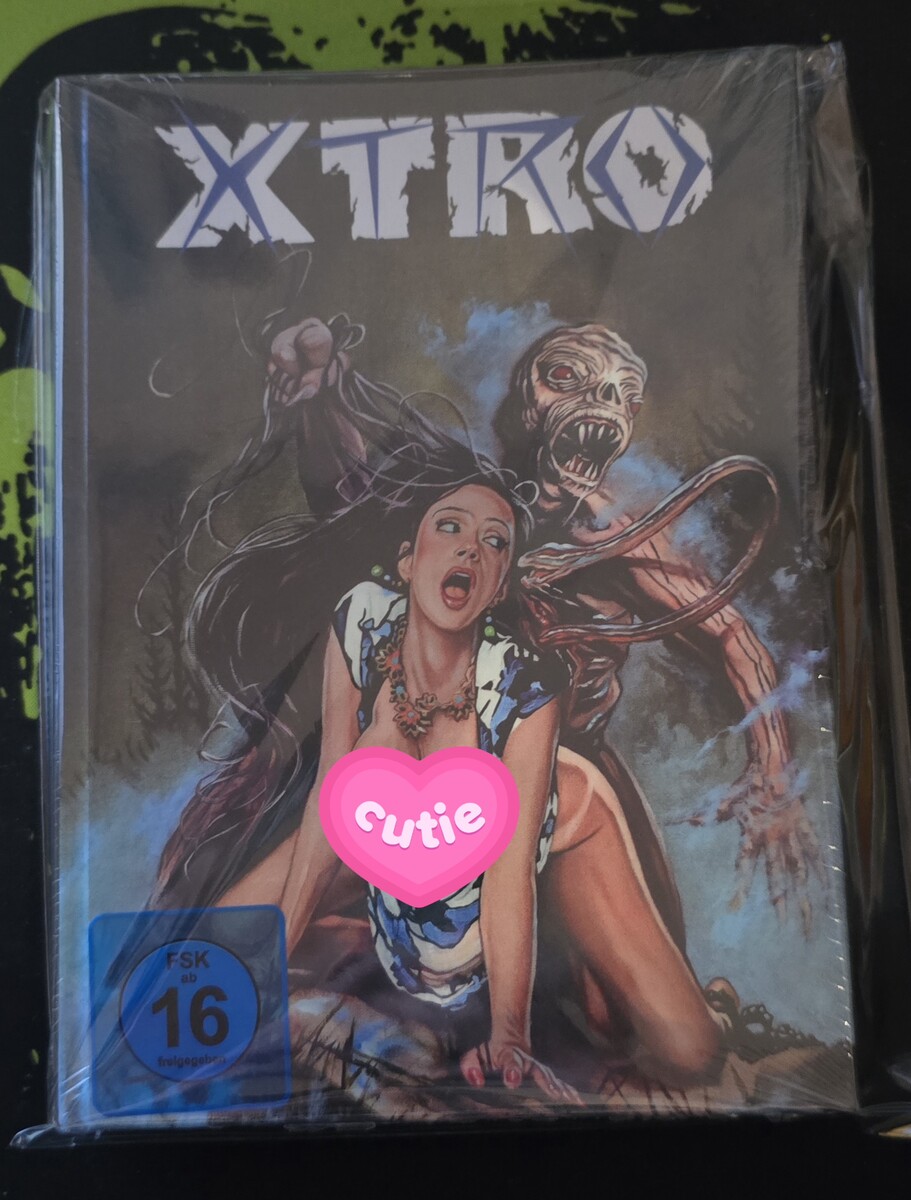 XTRO
cutie
FSK
ab
16
freigegeben